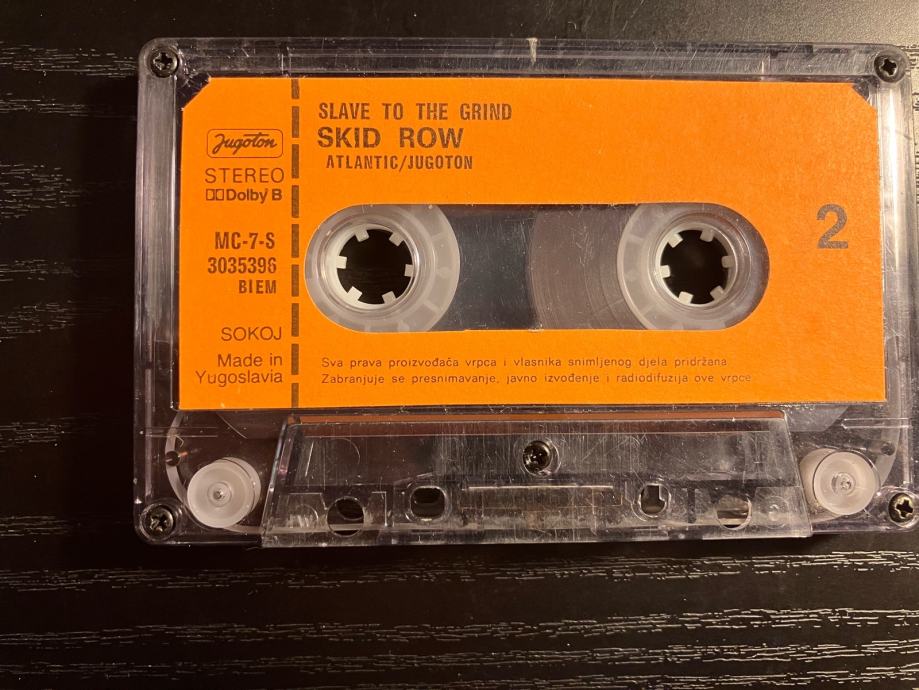 SLAVE TO THE GRIND
SKID ROW
ATLANTIC/JUGOTON
Jugoton
STEREO
Dolby B
MC-7-S
3035396
BIEM
SOKOJ
Made in
Yugoslavia
2
Sva prava proizvođača vrpca i vlasnika snimljenog djela pridržana
Zabranjuje se presnimavanje, javno izvođenje i radiodifuzija ove vrpce